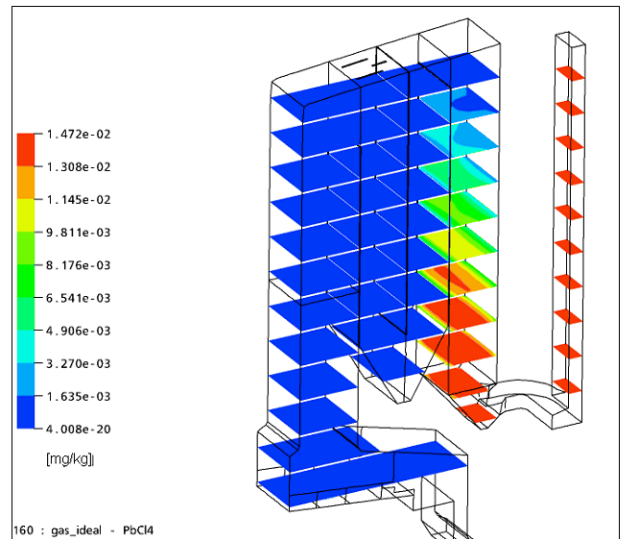 1.472e-02
1.308e-02
1.145e-02
9.811e-03
8.176e-03
6.541e-03
4.906e-03
3.270e-03
1.635e-03
4.008e-20
[mg/kg]
160 : gas_ideal - PbCl4